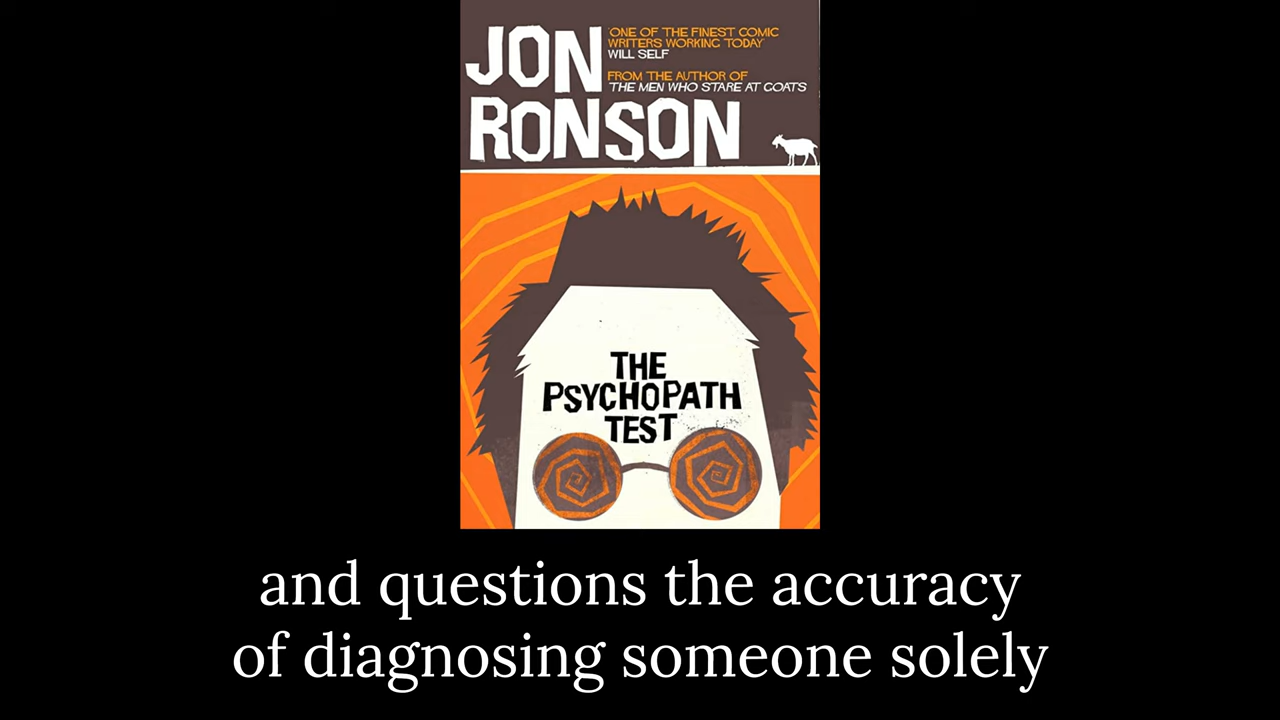 JON
RONSON
'ONE OF THE FINEST COMIC
WRITERS WORKING TODAY'
WILL SELF
FROM THE AUTHOR OF
'THE MEN WHO STARE AT GOATS
THE
PSYCHOPATH
TEST
and questions the accuracy
of diagnosing someone solely